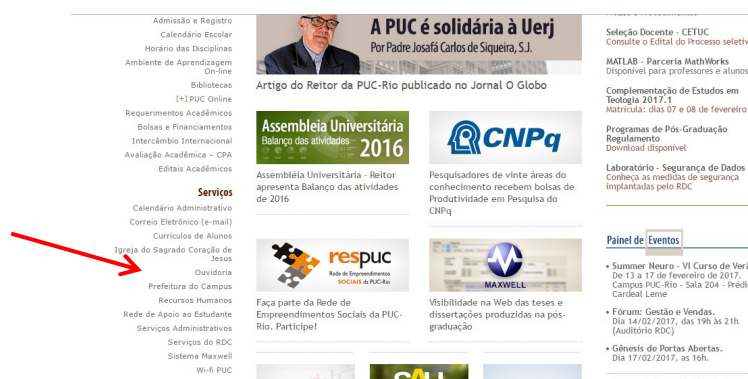 Admissão e Registro
Calendário Escolar
Horário das Disciplinas
Ambiente de Aprendizagem
On-line
Bibliotecas
[+] PUC Online
Requerimentos Acadêmicos
Bolsas e Financiamentos
Intercâmbio Internacional
Avaliação Acadêmica – CPA
Editais Acadêmicos
Serviços
Calendário Administrativo
Correio Eletrônico (e-mail)
Currículos de Alunos
Igreja do Sagrado Coração de
Jesus
Ouvidoria
Prefeitura do Campus
Recursos Humanos
Rede de Apoio ao Estudante
Serviços Administrativos
Serviços do RDC
Sistema Maxwell
Wi-fi PUC
A PUC é solidária à Uerj
Por Padre Josafá Carlos de Siqueira, S.J.
Artigo do Reitor da PUC-Rio publicado no Jornal O Globo
Assembleia Universitária
Balanço das atividades
2016
Assembléia Universitária - Reitor
apresenta Balanço das atividades
de 2016
CNPq
Pesquisadores de vinte áreas do
conhecimento recebem bolsas de
Produtividade em Pesquisa do
CNPq
respuc
Rede de Empreendimentos
SOCIAIS da PUC-Rio
Faça parte da Rede de
Empreendimentos Sociais da PUC-
Rio. Participe!
MAXWELL
Visibilidade na Web das teses e
dissertações produzidas na pós-
graduação
Seleção Docente - CETUC
Consulte o Edital do Processo seletiv
MATLAB - Parceria MathWorks
Disponível para professores e alunos
Complementação de Estudos em
Teologia 2017.1
Matrícula: dias 07 e 08 de fevereiro
Programas de Pós-Graduação
Regulamento
Download disponível
Laboratório - Segurança de Dados
Conheça as medidas de segurança
implantadas pelo RDC
Painel de Eventos
• Summer Neuro - VI Curso de Verã
De 13 a 17 de fevereiro de 2017.
Campus PUC-Rio - Sala 204 - Prédi
Cardeal Leme
• Fórum: Gestão e Vendas.
Dia 14/02/2017, das 19h às 21h
(Auditório RDC)
• Gênesis de Portas Abertas.
Dia 17/02/2017, as 16h.